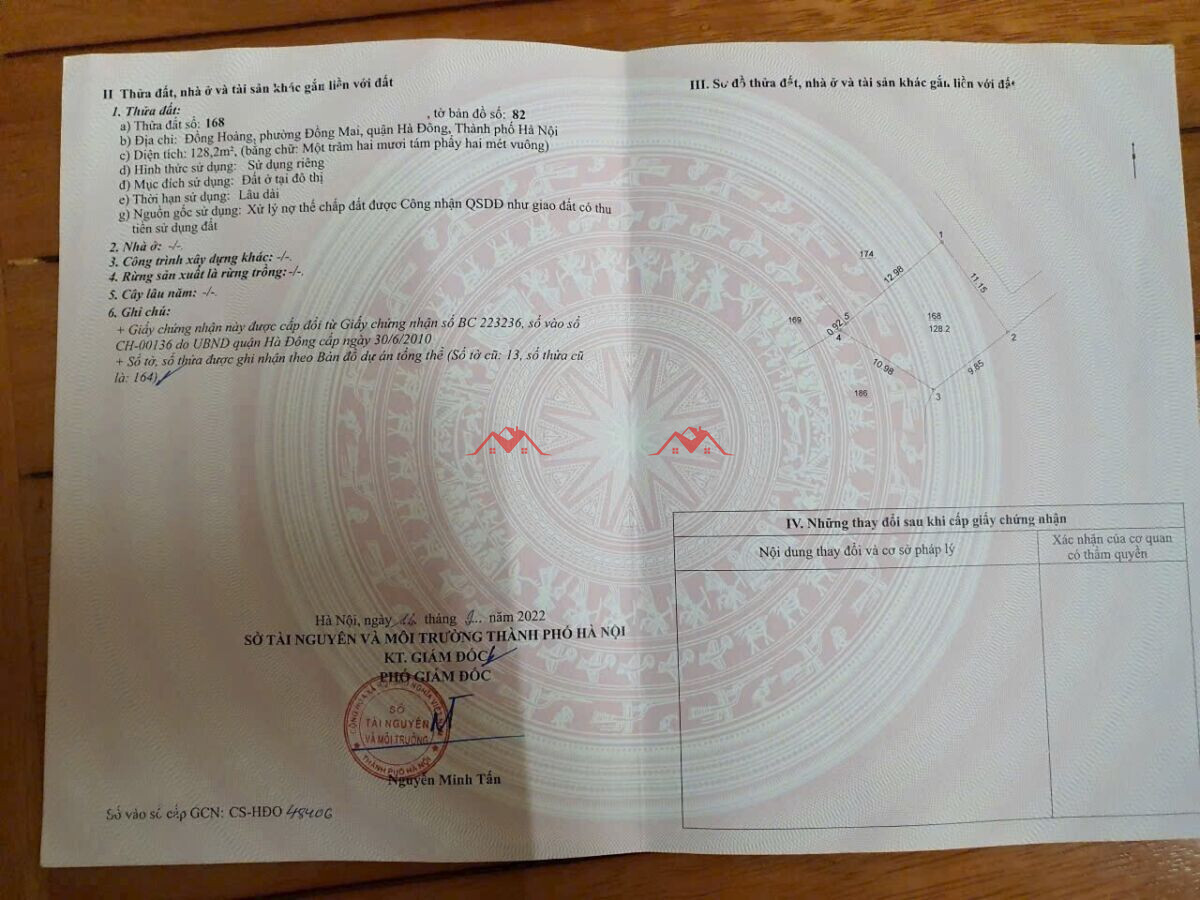 II Thửa đất, nhà ở và tài sản khác gắn liền với đất
1. Thửa đất:
a) Thửa đất số: 168 , tờ bản đồ số: 82
b) Địa chỉ: Đồng Hoàng, phường Đồng Mai, quận Hà Đông, Thành phố Hà Nội
c) Diện tích: 128,2m², (bằng chữ: Một trăm hai mươi tám phẩy hai mét vuông)
d) Hình thức sử dụng: Sử dụng riêng
đ) Mục đích sử dụng: Đất ở tại đô thị
e) Thời hạn sử dụng: Lâu dài
g) Nguồn gốc sử dụng: Xử lý nợ thế chấp đất được Công nhận QSDĐ như giao đất có thu
tiền sử dụng đất
2. Nhà ở: -/-.
3. Công trình xây dựng khác: -/-.
4. Rừng sản xuất là rừng trồng:-/-.
5. Cây lâu năm: -/-.
6. Ghi chú:
+ Giấy chứng nhận này được cấp đổi từ Giấy chứng nhận số BC 223236, số vào sổ
CH-00136 do UBND quận Hà Đông cấp ngày 30/6/2010
+ Số tờ, số thửa được ghi nhận theo Bản đồ dự án tổng thể (Số tờ cũ: 13, số thửa cũ
là: 164)
Hà Nội, ngày tháng năm 2022
SỞ TÀI NGUYÊN VÀ MÔI TRƯỜNG THÀNH PHỐ HÀ NỘI
KT. GIÁM ĐỐC
PHÓ GIÁM ĐỐC
SỞ
TÀI NGUYÊN
VÀ MÔI TRƯỜNG
THÀNH PHỐ HÀ NỘI
Nguyễn Minh Tấn
Số vào sổ cấp GCN: CS-HĐO 48406
III. Sơ đồ thửa đất, nhà ở và tài sản khác gắn liền với đất
1
174
12.98
11.15
169
5
168
128.2
0.92
4
2
10.98
9.85
186
3
IV. Những thay đổi sau khi cấp giấy chứng nhận
Nội dung thay đổi và cơ sở pháp lý
Xác nhận của cơ quan
có thẩm quyền